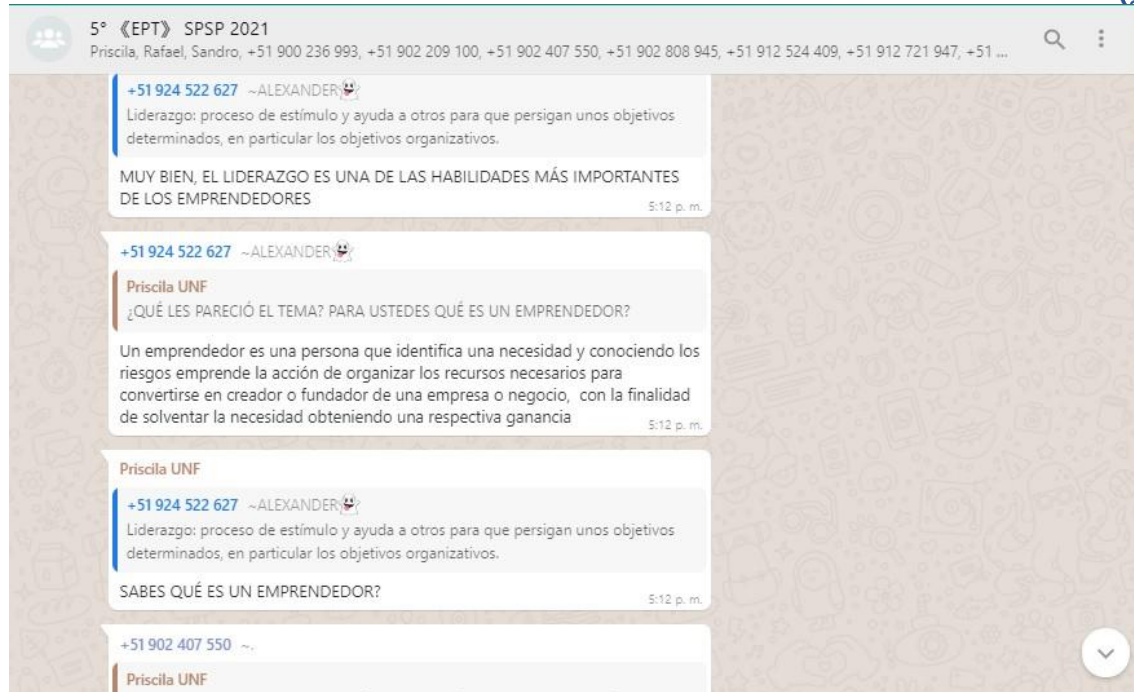 5° 《EPT》 SPSP 2021
Priscila, Rafael, Sandro, +51 900 236 993, +51 902 209 100, +51 902 407 550, +51 902 808 945, +51 912 524 409, +51 912 721 947, +51 ...
+51 924 522 627 ~ALEXANDER👻
Liderazgo: proceso de estímulo y ayuda a otros para que persigan unos objetivos
determinados, en particular los objetivos organizativos.
MUY BIEN, EL LIDERAZGO ES UNA DE LAS HABILIDADES MÁS IMPORTANTES
DE LOS EMPRENDEDORES
5:12 p. m.
+51 924 522 627 ~ALEXANDER👻
Priscila UNF
¿QUÉ LES PARECIÓ EL TEMA? PARA USTEDES QUÉ ES UN EMPRENDEDOR?
Un emprendedor es una persona que identifica una necesidad y conociendo los
riesgos emprende la acción de organizar los recursos necesarios para
convertirse en creador o fundador de una empresa o negocio, con la finalidad
de solventar la necesidad obteniendo una respectiva ganancia
5:12 p. m.
Priscila UNF
+51 924 522 627 ~ALEXANDER👻
Liderazgo: proceso de estímulo y ayuda a otros para que persigan unos objetivos
determinados, en particular los objetivos organizativos.
SABES QUÉ ES UN EMPRENDEDOR?
5:12 p. m.
+51 902 407 550 ~.
Priscila UNF